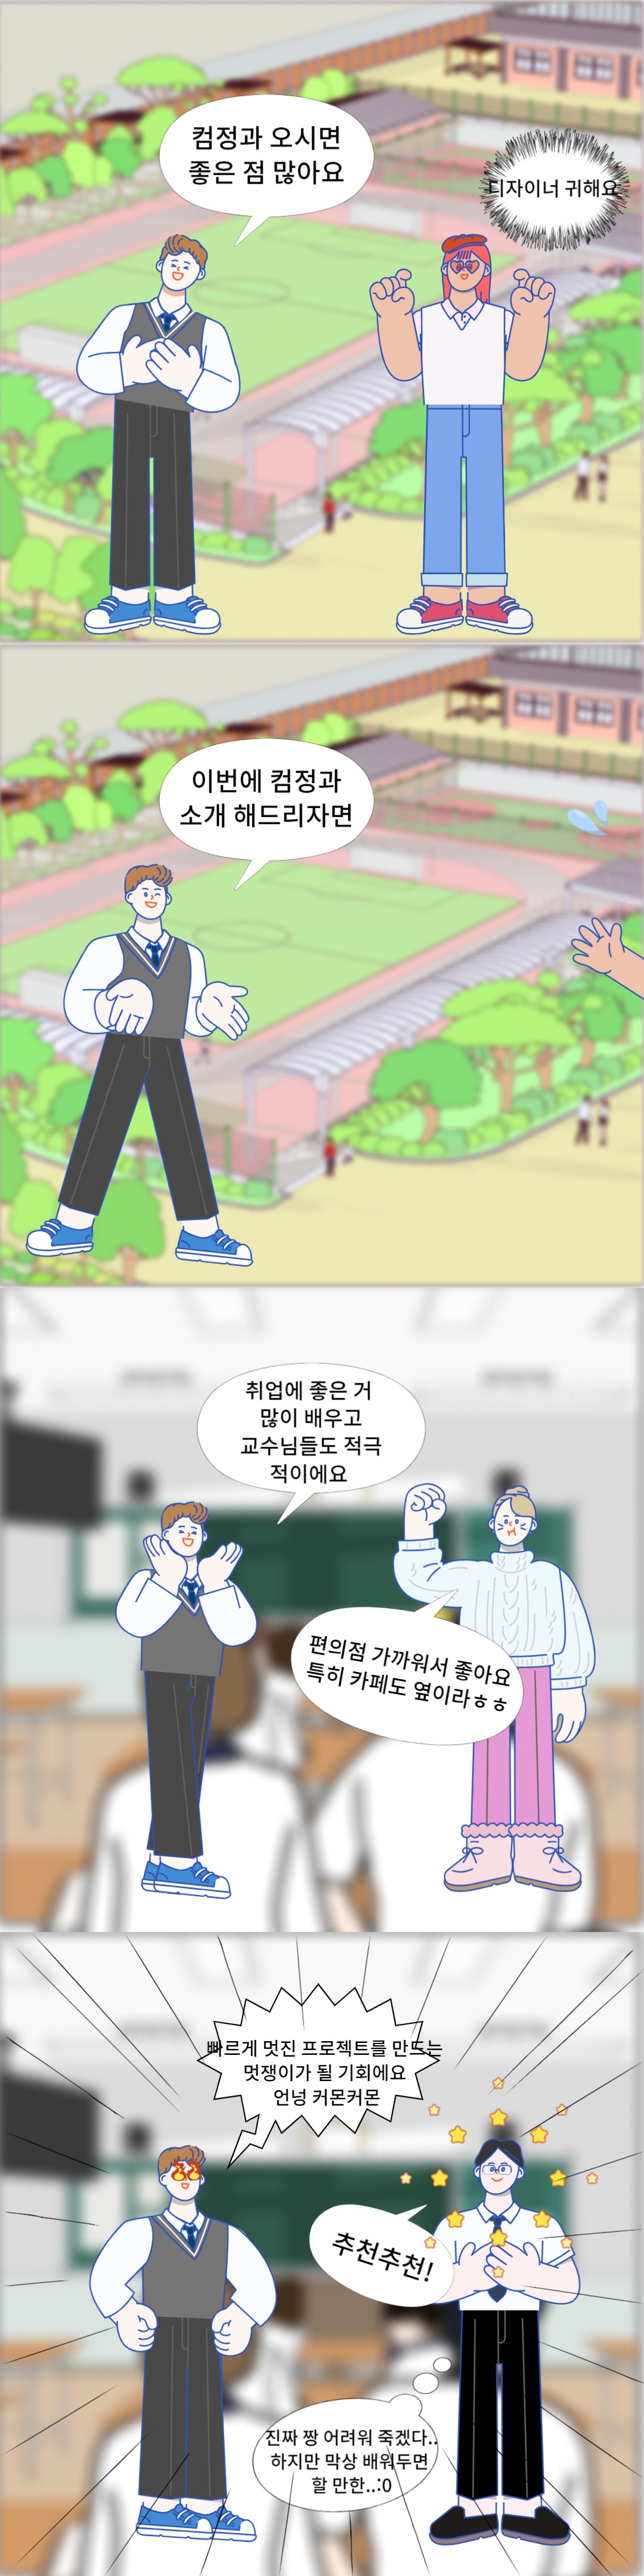 컴정과 오시면
좋은 점 많아요
디자이너 귀해요
이번에 컴정과
소개 해드리자면
취업에 좋은 거
많이 배우고
교수님들도 적극
적이에요
편의점 가까워서 좋아요
특히 카페도 옆이라ㅎㅎ
빠르게 멋진 프로젝트를 만드는
멋쟁이가 될 기회에요
언넝 커몬커몬
추천추천!
진짜 짱 어려워 죽겠다..
하지만 막상 배워두면
할 만한..:0